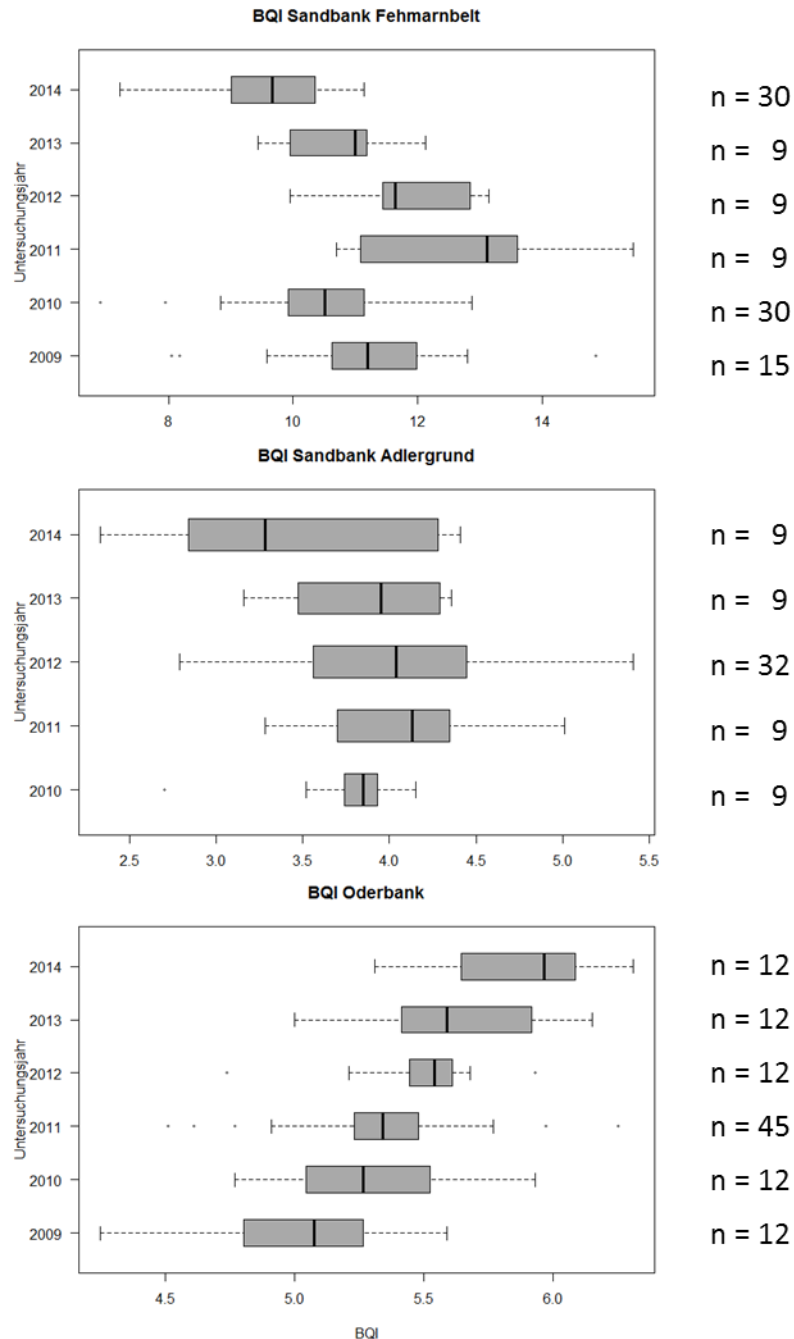 BQI Sandbank Fehmarnbelt
Untersuchungsjahr
2014 n = 30
2013 n = 9
2012 n = 9
2011 n = 9
2010 n = 30
2009 n = 15
8 10 12 14
BQI Sandbank Adlergrund
Untersuchungsjahr
2014 n = 9
2013 n = 9
2012 n = 32
2011 n = 9
2010 n = 9
2.5 3.0 3.5 4.0 4.5 5.0 5.5
BQI Oderbank
Untersuchungsjahr
2014 n = 12
2013 n = 12
2012 n = 12
2011 n = 45
2010 n = 12
2009 n = 12
4.5 5.0 5.5 6.0
BQI